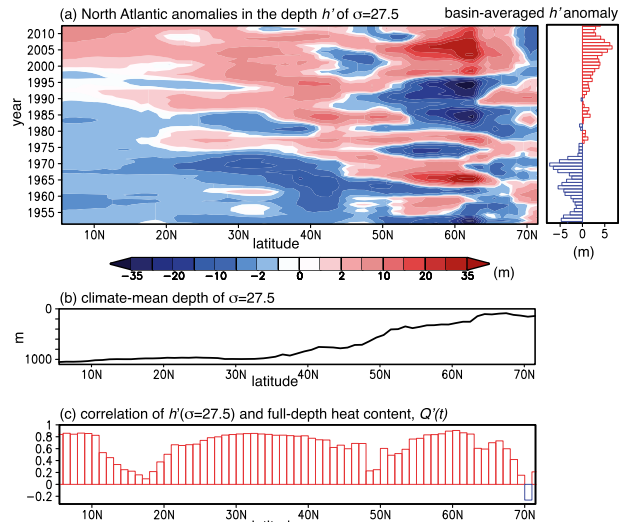 (a) North Atlantic anomalies in the depth h' of σ=27.5
basin-averaged h' anomaly
year
2010
2005
2000
1995
1990
1985
1980
1975
1970
1965
1960
1955
10N 20N 30N 40N 50N 60N 70N
latitude
-5 0 5
(m)
-35 -20 -10 -2 0 2 10 20 35 (m)
(b) climate-mean depth of σ=27.5
m
0
1000
10N 20N 30N 40N 50N 60N 70N
latitude
(c) correlation of h'(σ=27.5) and full-depth heat content, Q'(t)
1
0.8
0.6
0.4
0.2
0
-0.2
10N 20N 30N 40N 50N 60N 70N